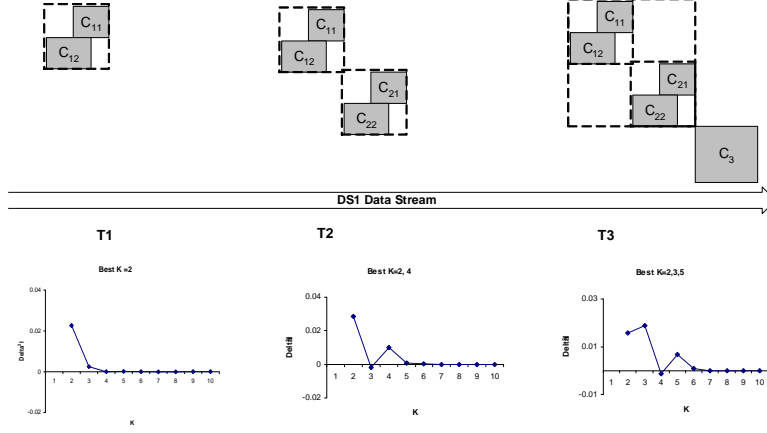 C11
C12
C11
C12
C21
C22
C11
C12
C21
C22
C3
DS1 Data Stream
T1
T2
T3
Best K =2
0.04
0.02
0
-0.02
1 2 3 4 5 6 7 8 9 10
Delta²I
K
Best K=2, 4
0.04
0.02
0
-0.02
1 2 3 4 5 6 7 8 9 10
K
Best K=2,3,5
0.03
0.01
-0.01
1 2 3 4 5 6 7 8 9 10
K